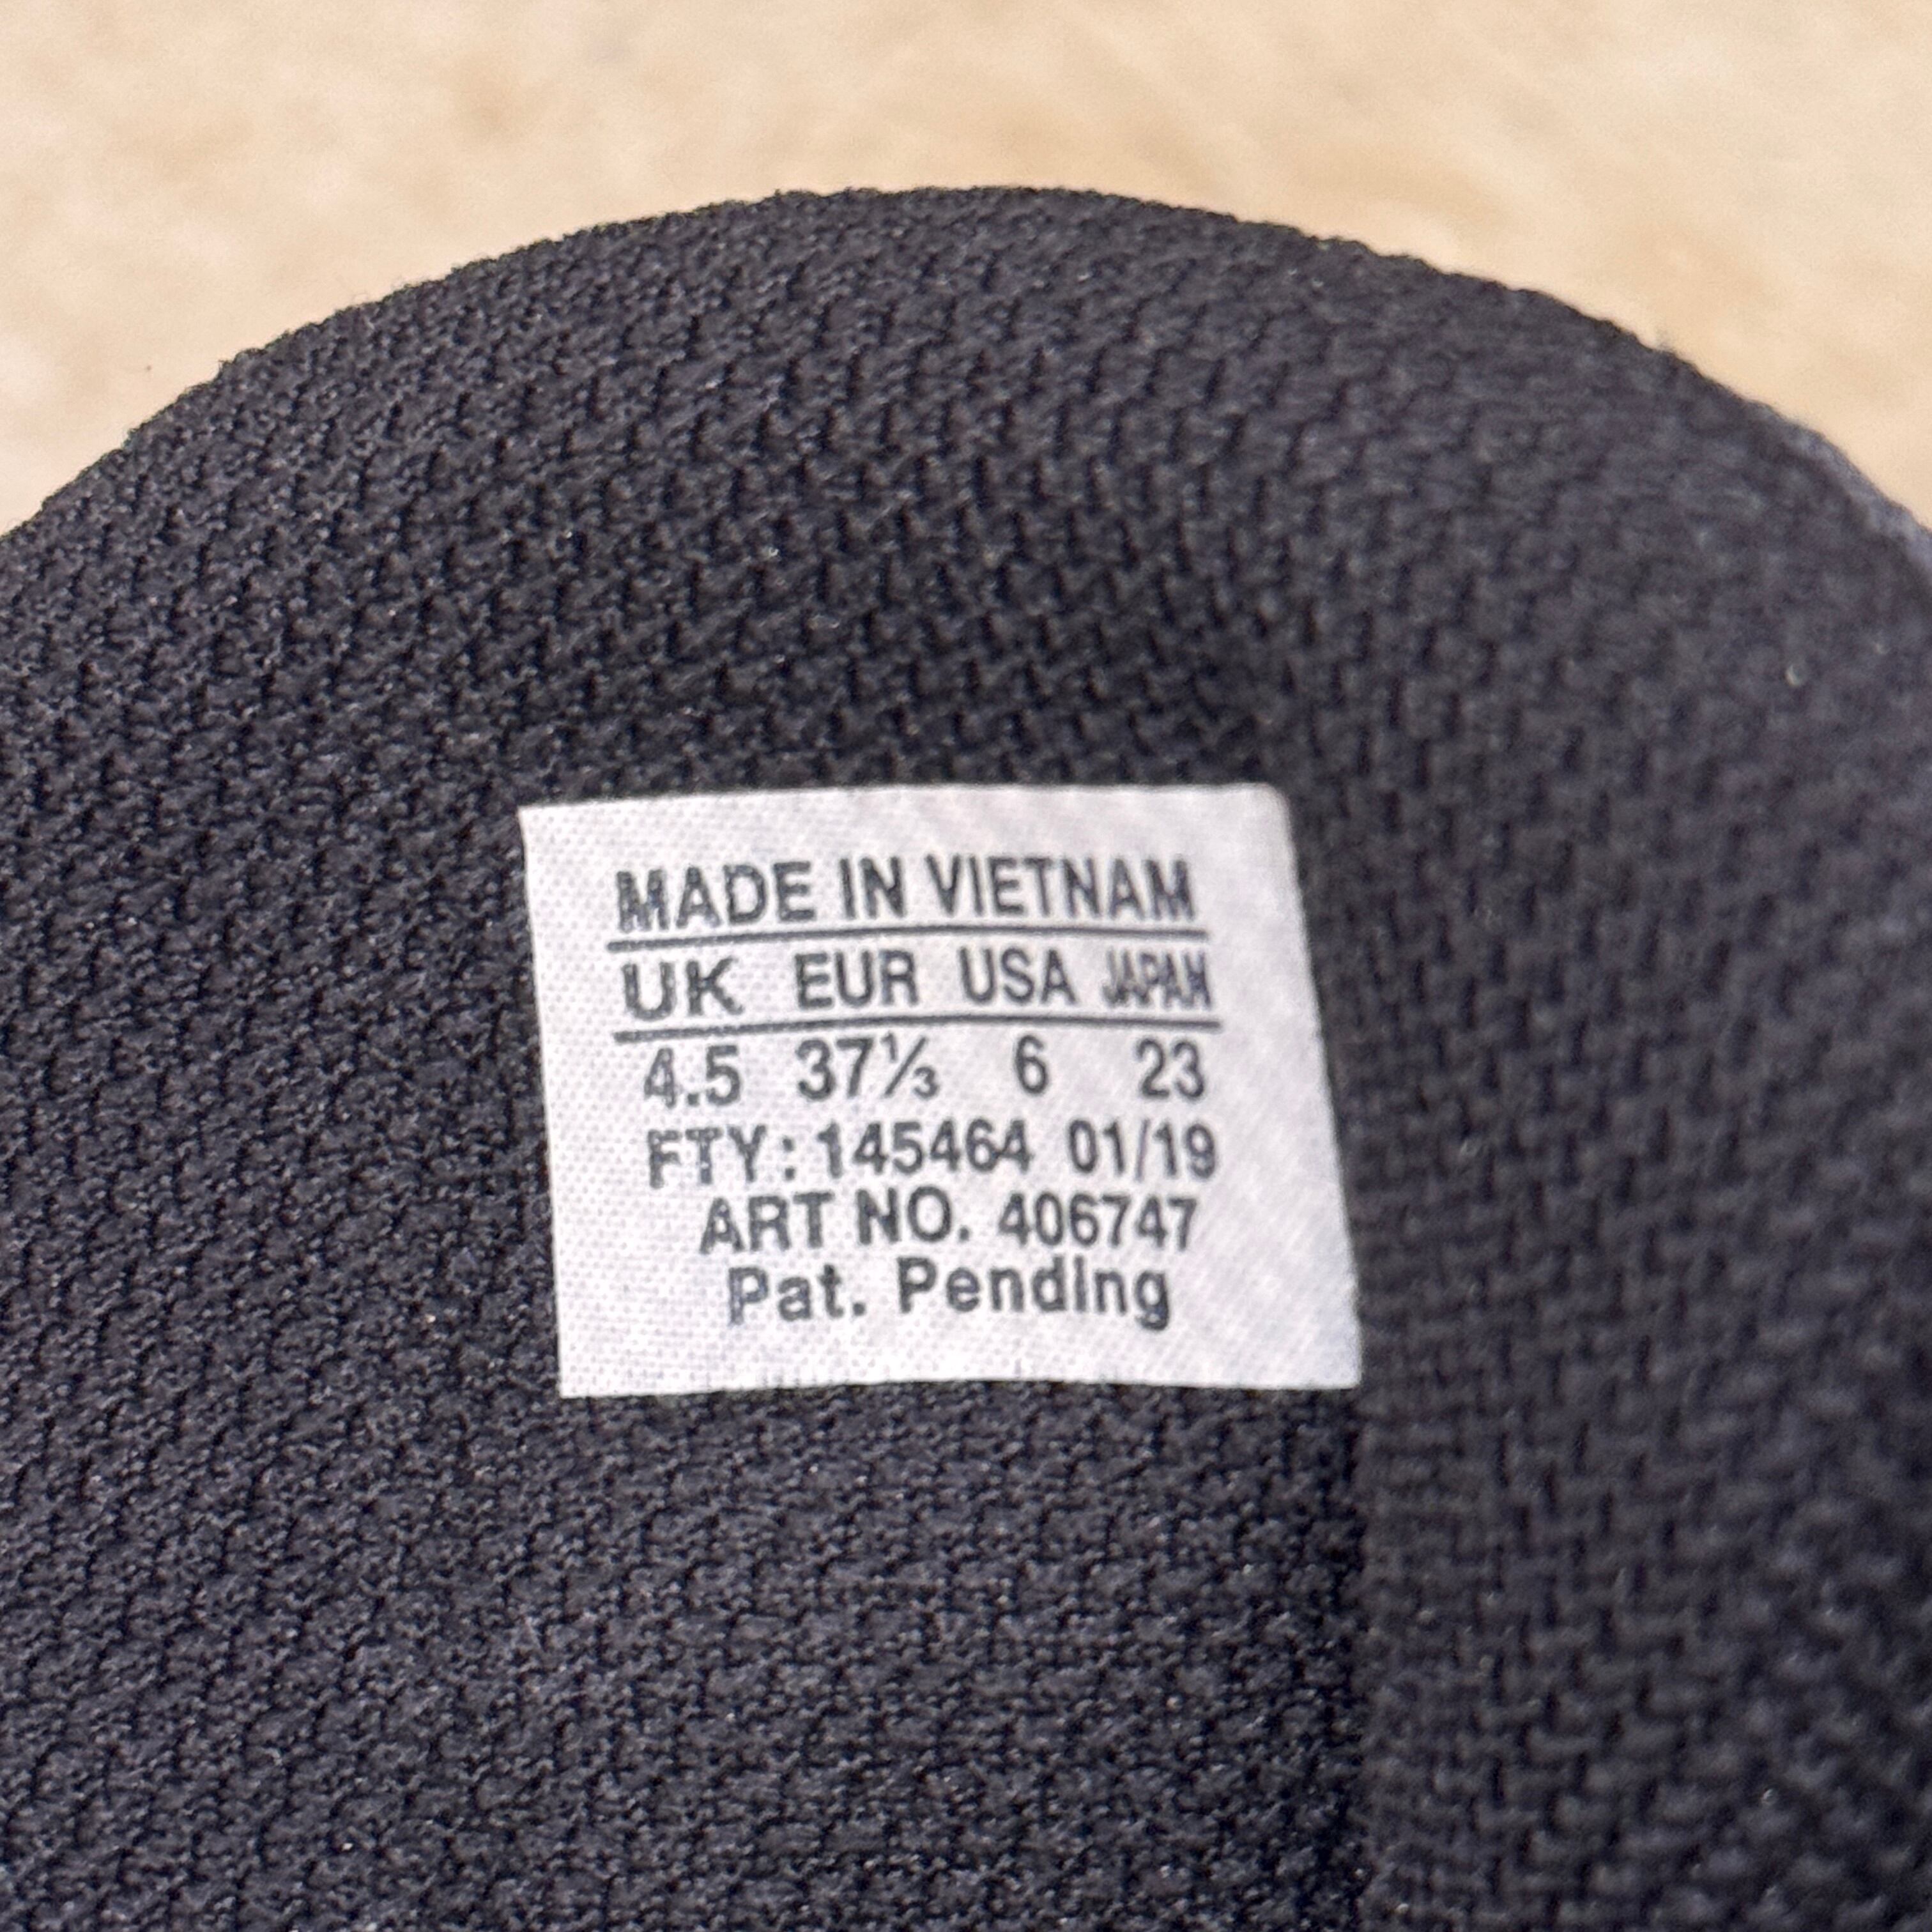 MADE IN VIETNAM
UK EUR USA JAPAN
4.5 37⅓ 6 23
FTY: 145464 01/19
ART NO. 406747
Pat. Pending